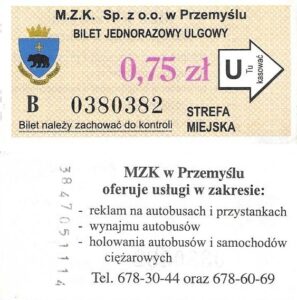 M.Z.K. Sp. z o.o. w Przemyślu
BILET JEDNORAZOWY ULGOWY
0,75 zł
U Tu kasować
B 0380382
STREFA
MIEJSKA
Bilet należy zachować do kontroli
MZK w Przemyślu
oferuje usługi w zakresie:
- reklam na autobusach i przystankach
- wynajmu autobusów
- holowania autobusów i samochodów
ciężarowych
Tel. 678-30-44 oraz 678-60-69
3847051114